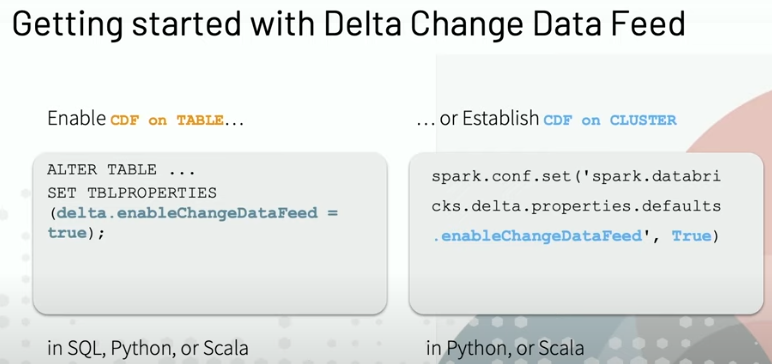 Getting started with Delta Change Data Feed
Enable CDF on TABLE...
ALTER TABLE ...
SET TBLPROPERTIES
(delta.enableChangeDataFeed =
true);
in SQL, Python, or Scala
...or Establish CDF on CLUSTER
spark.conf.set('spark.databri
cks.delta.properties.defaults
.enableChangeDataFeed', True)
in Python, or Scala